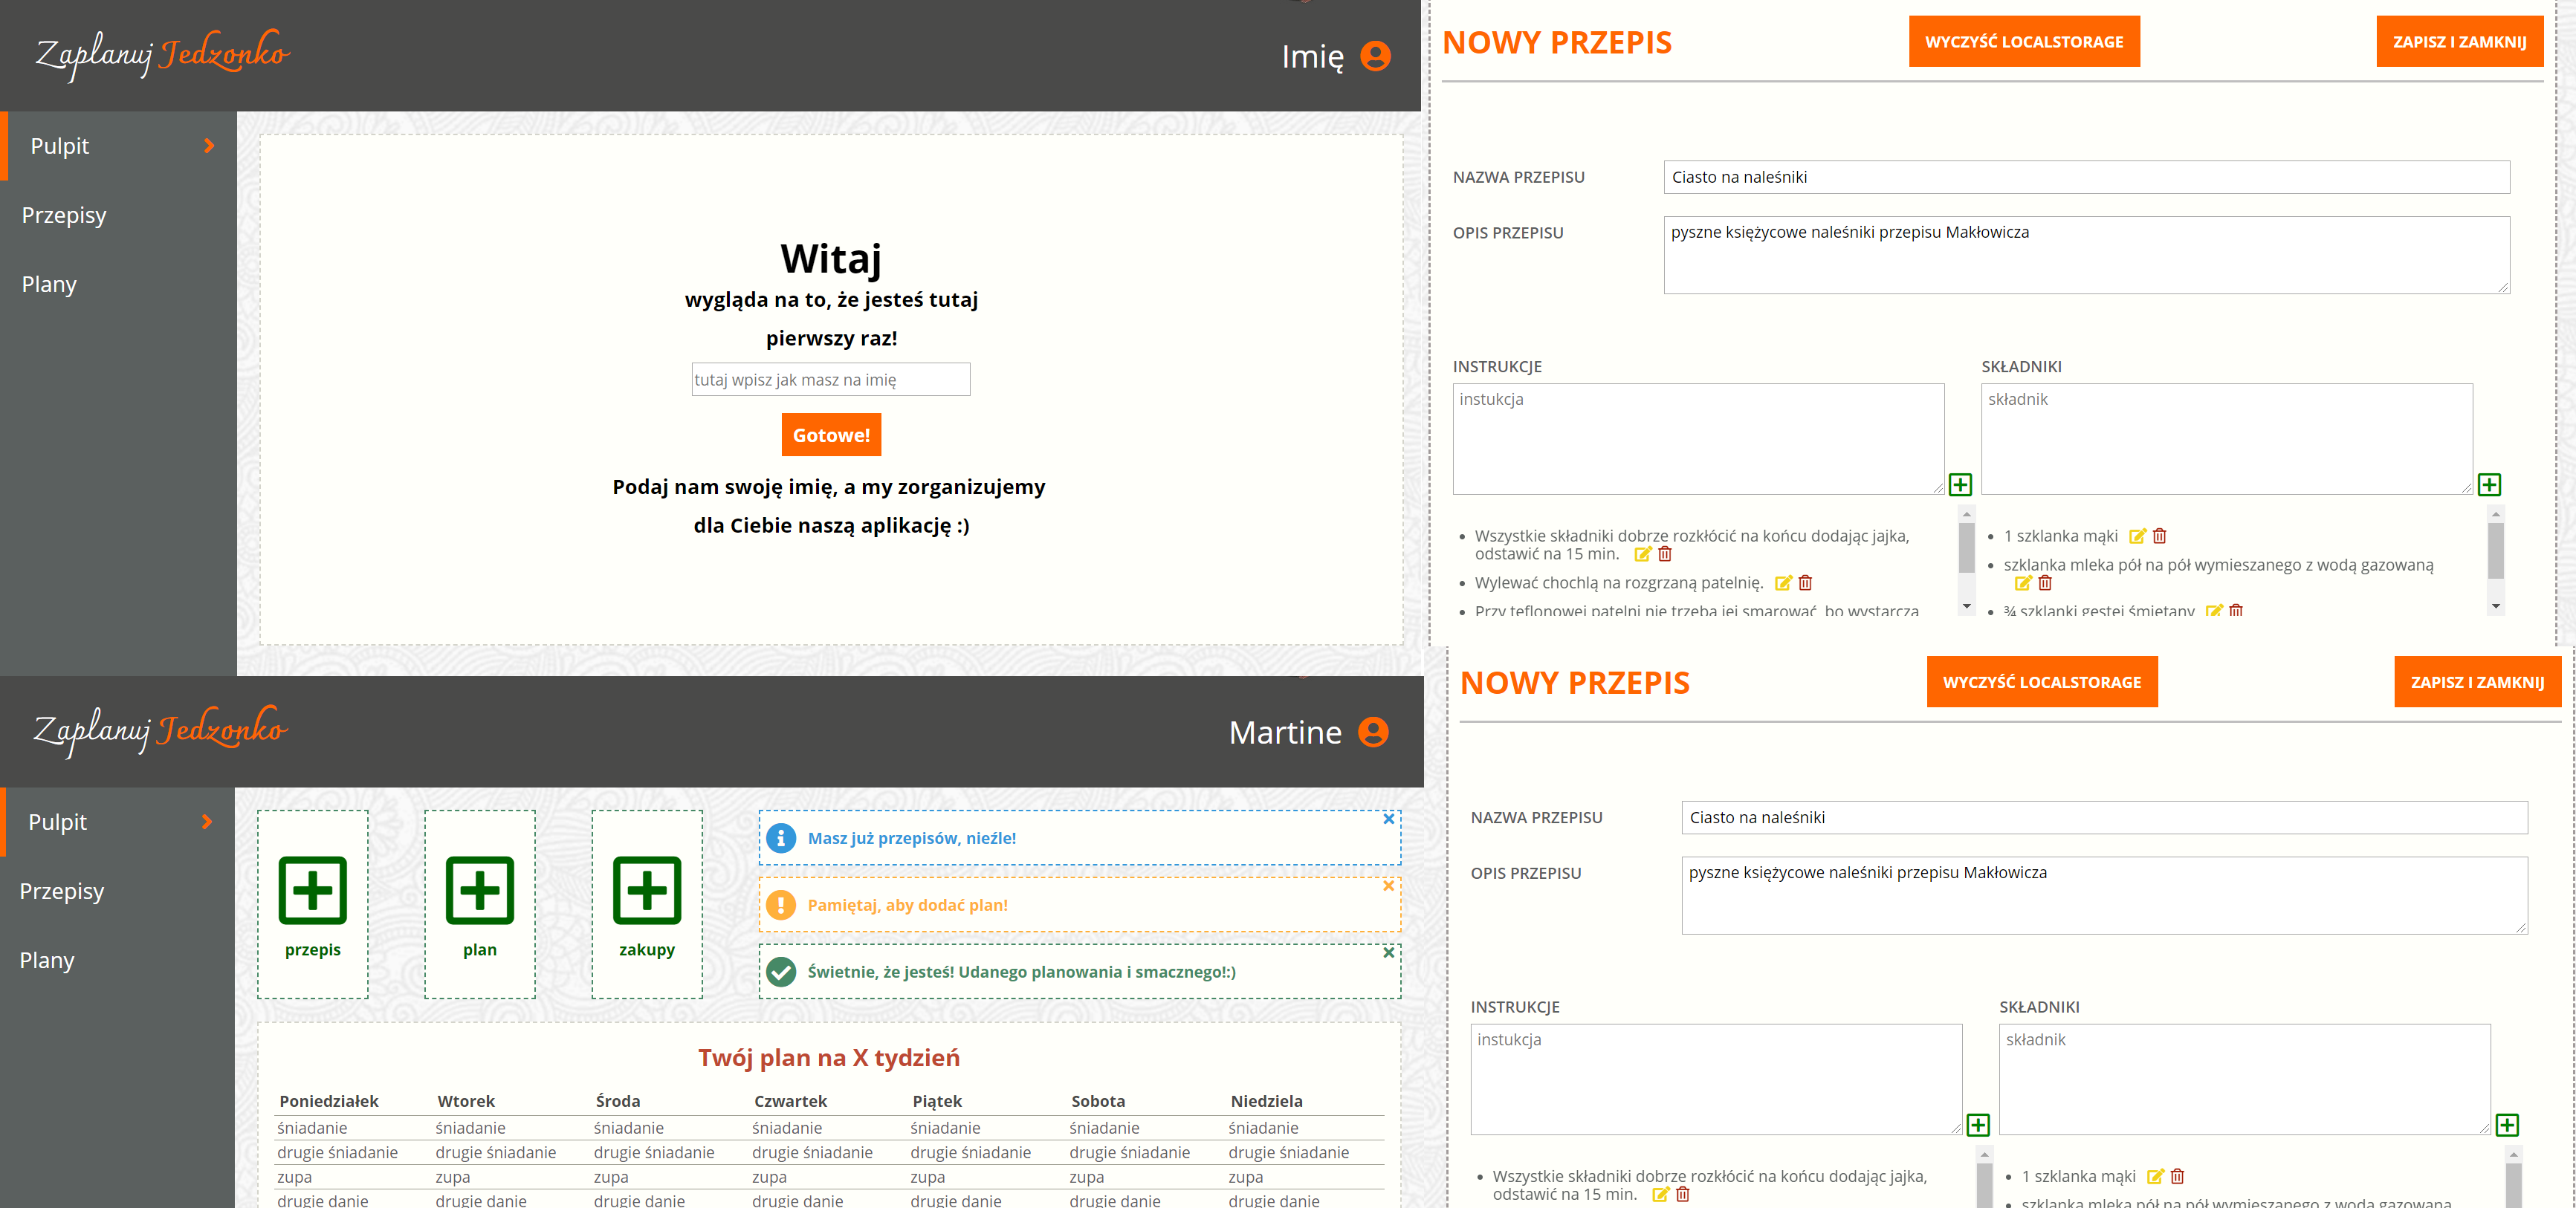 Zaplanuj Jedzonko
Imię
Pulpit
Przepisy
Plany
Witaj
wygląda na to, że jesteś tutaj
pierwszy raz!
tutaj wpisz jak masz na imię
Gotowe!
Podaj nam swoję imię, a my zorganizujemy
dla Ciebie naszą aplikację :)
NOWY PRZEPIS
WYCZYŚĆ LOCALSTORAGE
ZAPISZ I ZAMKNIJ
NAZWA PRZEPISU
Ciasto na naleśniki
OPIS PRZEPISU
pyszne księżycowe naleśniki przepisu Makłowicza
INSTRUKCJE
instukcja
Wszystkie składniki dobrze rozkłócić na końcu dodając jajka,
odstawić na 15 min.
Wylewać chochlą na rozgrzaną patelnię.
Przy teflonowej patelni nie trzeba jej smarować, bo wystarcza
SKŁADNIKI
składnik
1 szklanka mąki
szklanka mleka pół na pół wymieszanego z wodą gazowaną
¾ szklanki gęstej śmietany
Zaplanuj Jedzonko
Martine
Pulpit
Przepisy
Plany
przepis
plan
zakupy
Masz już przepisów, nieźle!
Pamiętaj, aby dodać plan!
Świetnie, że jesteś! Udanego planowania i smacznego!:)
Twój plan na X tydzień
Poniedziałek Wtorek Środa Czwartek Piątek Sobota Niedziela
śniadanie śniadanie śniadanie śniadanie śniadanie śniadanie śniadanie
drugie śniadanie drugie śniadanie drugie śniadanie drugie śniadanie drugie śniadanie drugie śniadanie drugie śniadanie
zupa zupa zupa zupa zupa zupa zupa
drugie danie drugie danie drugie danie drugie danie drugie danie drugie danie drugie danie
NOWY PRZEPIS
WYCZYŚĆ LOCALSTORAGE
ZAPISZ I ZAMKNIJ
NAZWA PRZEPISU
Ciasto na naleśniki
OPIS PRZEPISU
pyszne księżycowe naleśniki przepisu Makłowicza
INSTRUKCJE
instukcja
Wszystkie składniki dobrze rozkłócić na końcu dodając jajka,
odstawić na 15 min.
SKŁADNIKI
składnik
1 szklanka mąki
szklanka mleka pół na pół wymieszanego z wodą gazowaną